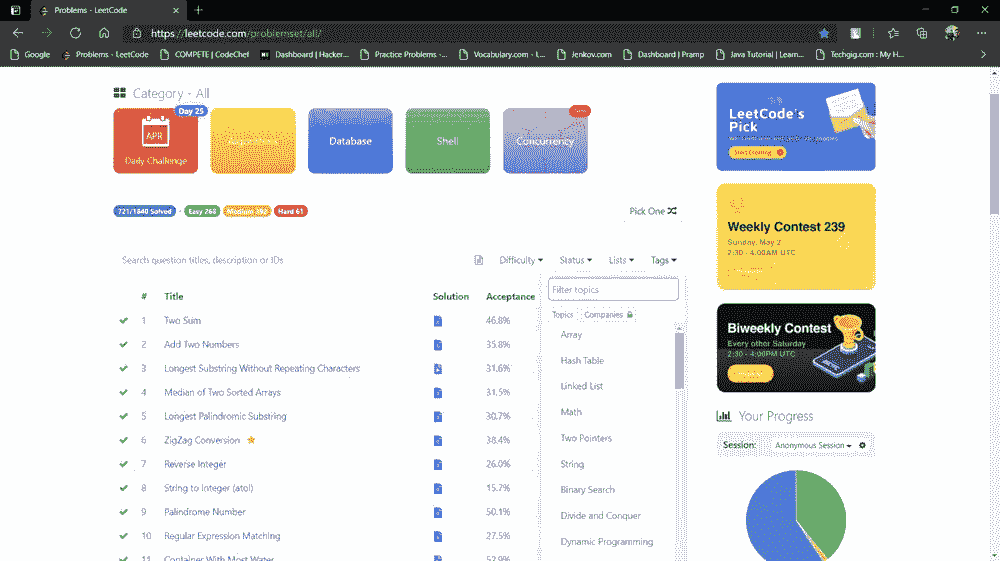 Problems - LeetCode
https://leetcode.com/problemset/all/
Google Problems - LeetCode COMPETE | CodeChef Dashboard | Hacker... Practice Problems -... Vocabulary.com - l... Jenkov.com Dashboard | Pramp Java Tutorial | Learn... Techgig.com : My H...
Category - All
Day 25
APR
Daily Challenge
Database
Shell
Concurrency
721/1840 Solved - Easy 268 Hard 61
Pick One
Search question titles, description or IDs
Difficulty Status Lists Tags
# Title Solution Acceptance
1 Two Sum 46.8%
2 Add Two Numbers 35.8%
3 Longest Substring Without Repeating Characters 31.6%
4 Median of Two Sorted Arrays 31.5%
5 Longest Palindromic Substring 30.7%
6 ZigZag Conversion 38.4%
7 Reverse Integer 26.0%
8 String to Integer (atoi) 15.7%
9 Palindrome Number 50.1%
10 Regular Expression Matching 27.5%
11 Container With Most Water 52.9%
Filter topics
Topics Companies
Array
Hash Table
Linked List
Math
Two Pointers
String
Binary Search
Divide and Conquer
Dynamic Programming
LeetCode's
Pick
Weekly Contest 239
Sunday, May 2
2:30 - 4:00AM UTC
Biweekly Contest
Every other Saturday
2:30 - 4:00PM UTC
Your Progress
Session: Anonymous Session